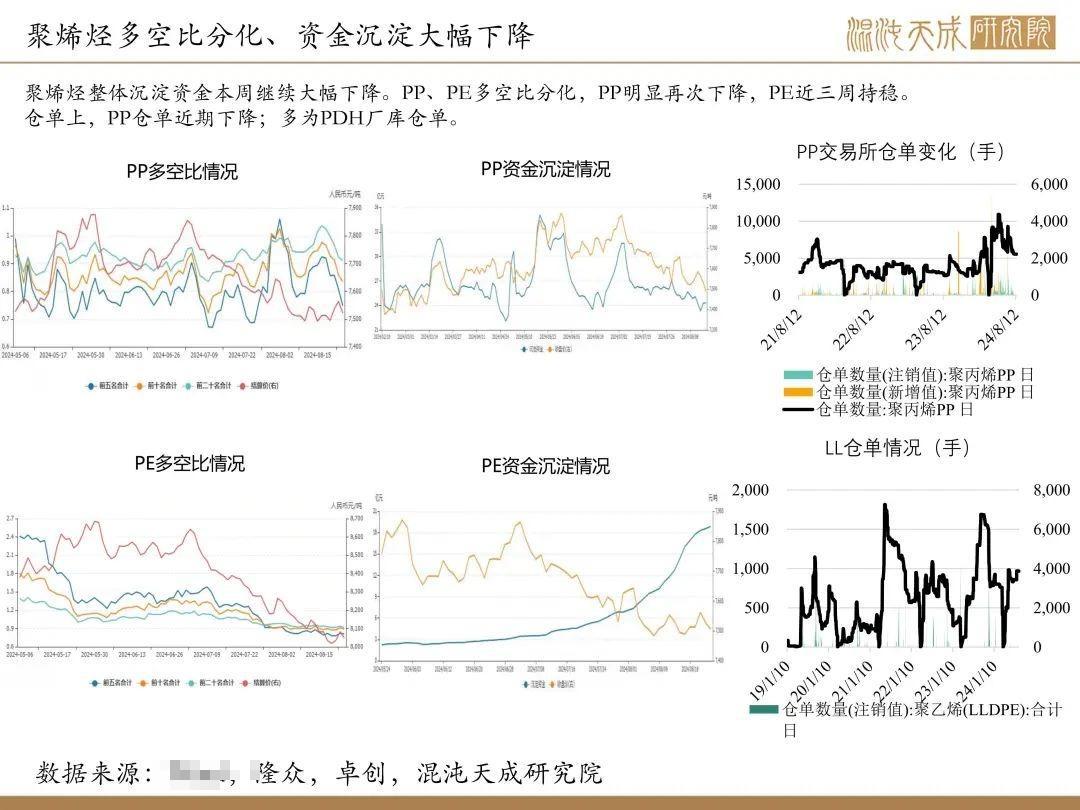 聚烯烃多空比分化、资金沉淀大幅下降
混沌天成研究院
聚烯烃整体沉淀资金本周继续大幅下降。PP、PE多空比分化，PP明显再次下降，PE近三周持稳。
仓单上，PP仓单近期下降；多为PDH厂库仓单。
PP多空比情况
人民币元/吨
1.1
0.9
0.8
0.7
0.6
7,900
7,800
7,700
7,600
7,500
7,400
2024-05-06 2024-05-17 2024-05-30 2024-06-13 2024-06-26 2024-07-09 2024-07-22 2024-08-02 2024-08-15
前五名合计 前十名合计 前二十名合计 结算价(右)
PP资金沉淀情况
亿元
元/吨
沉淀资金 收盘价(右)
PP交易所仓单变化（手）
15,000
10,000
5,000
0
6,000
4,000
2,000
0
21/8/12 22/8/12 23/8/12 24/8/12
仓单数量(注销值):聚丙烯PP 日
仓单数量(新增值):聚丙烯PP 日
仓单数量:聚丙烯PP 日
PE多空比情况
人民币元/吨
2.7
2.4
2.1
1.8
1.5
1.2
0.9
0.6
8,700
8,600
8,500
8,400
8,300
8,200
8,100
8,000
2024-05-06 2024-05-17 2024-05-30 2024-06-13 2024-06-26 2024-07-09 2024-07-22 2024-08-02 2024-08-15
前五名合计 前十名合计 前二十名合计 结算价(右)
PE资金沉淀情况
亿元
元/吨
沉淀资金 收盘价(右)
LL仓单情况（手）
2,000
1,500
1,000
500
0
8,000
6,000
4,000
2,000
0
19/1/10 20/1/10 21/1/10 22/1/10 23/1/10 24/1/10
仓单数量(注销值):聚乙烯(LLDPE):合计
日
数据来源：
隆众，卓创，混沌天成研究院